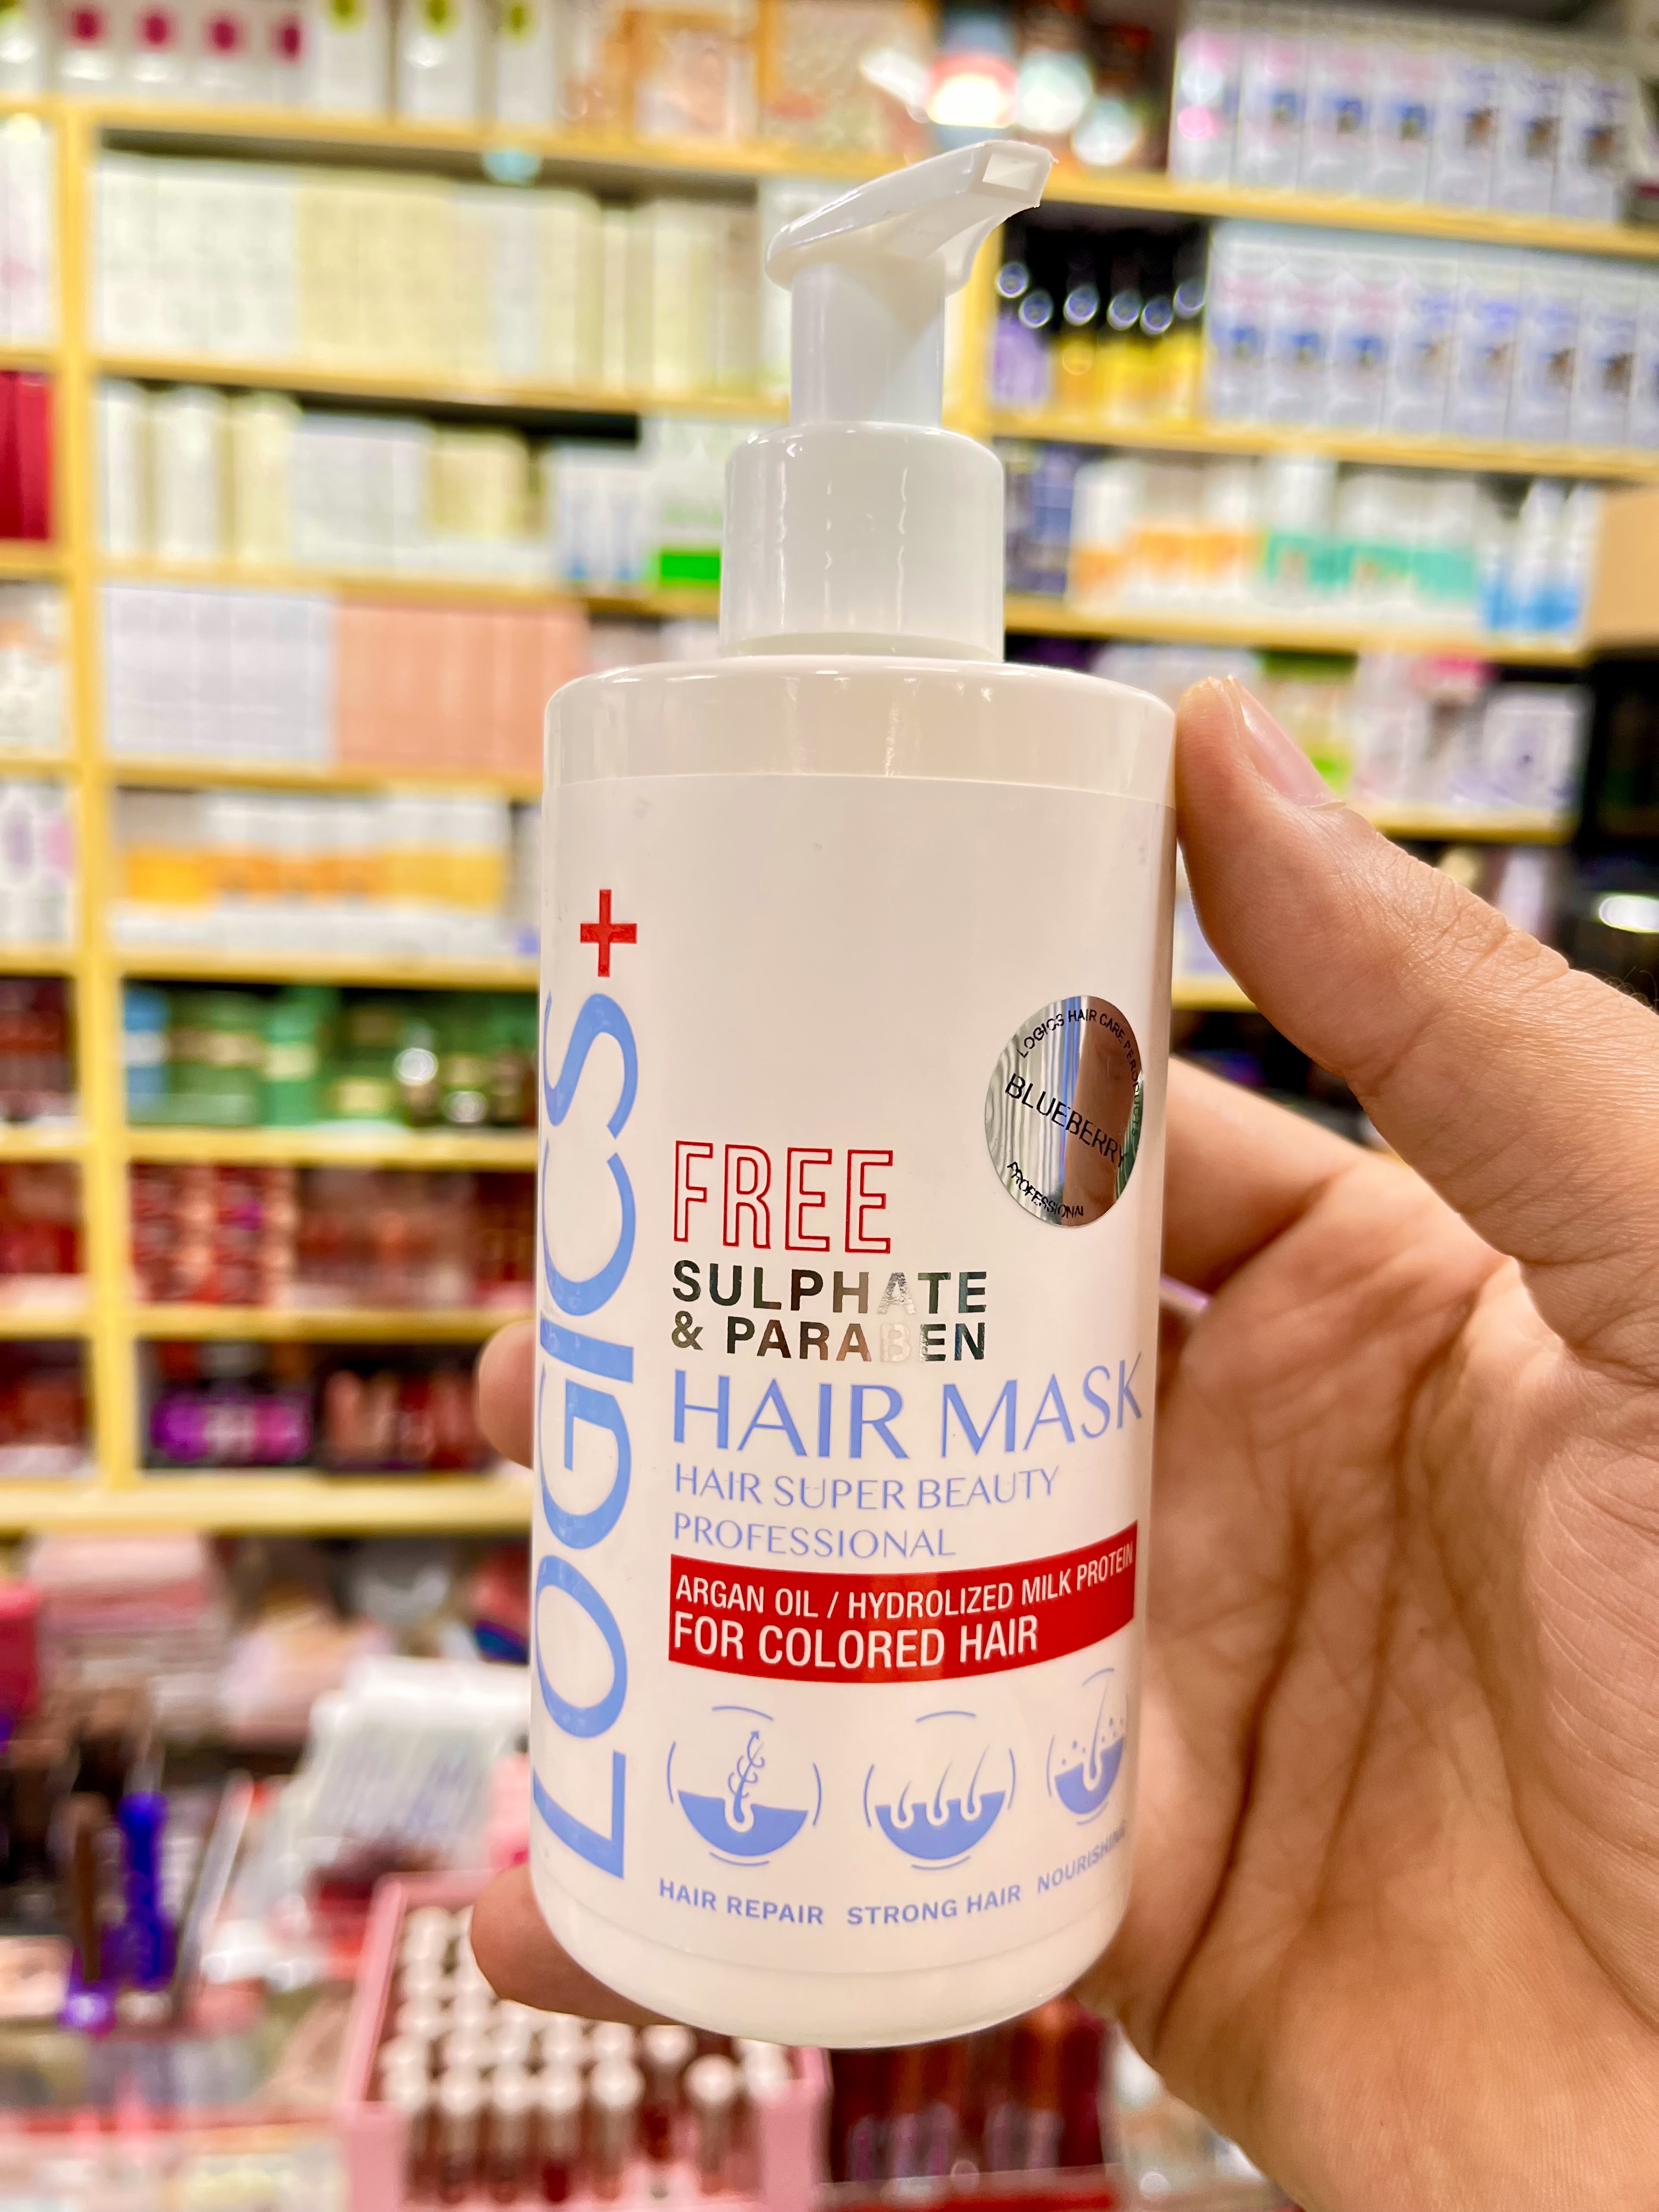 LOGICS+
LOGICS HAIR CARE
BLUEBERRY
PROFESSIONAL
FREE
SULPHATE
& PARABEN
HAIR MASK
HAIR SUPER BEAUTY
PROFESSIONAL
ARGAN OIL / HYDROLIZED MILK PROTEIN
FOR COLORED HAIR
HAIR REPAIR STRONG HAIR NOURISHING